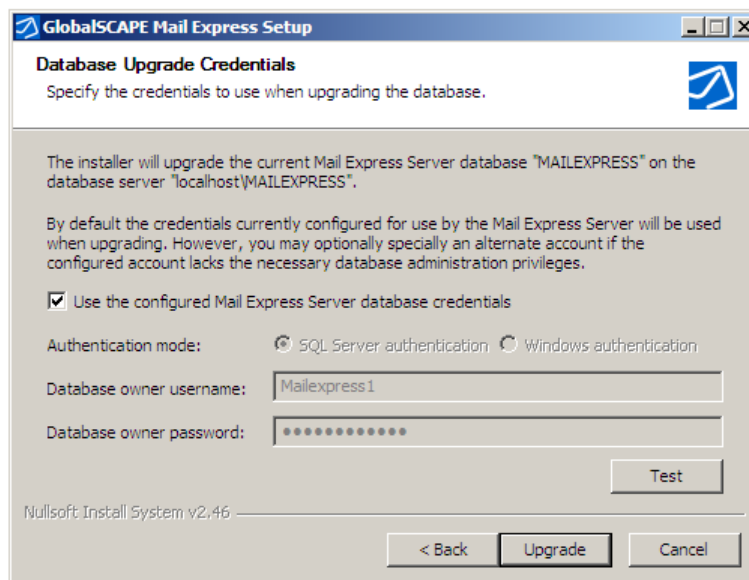 GlobalSCAPE Mail Express Setup
Database Upgrade Credentials
Specify the credentials to use when upgrading the database.
The installer will upgrade the current Mail Express Server database "MAILEXPRESS" on the
database server "localhost\MAILEXPRESS".
By default the credentials currently configured for use by the Mail Express Server will be used
when upgrading. However, you may optionally specially an alternate account if the
configured account lacks the necessary database administration privileges.
Use the configured Mail Express Server database credentials
Authentication mode: SQL Server authentication Windows authentication
Database owner username: Mailexpress1
Database owner password: ●●●●●●●●●●●●
Test
Nullsoft Install System v2.46
< Back Upgrade Cancel